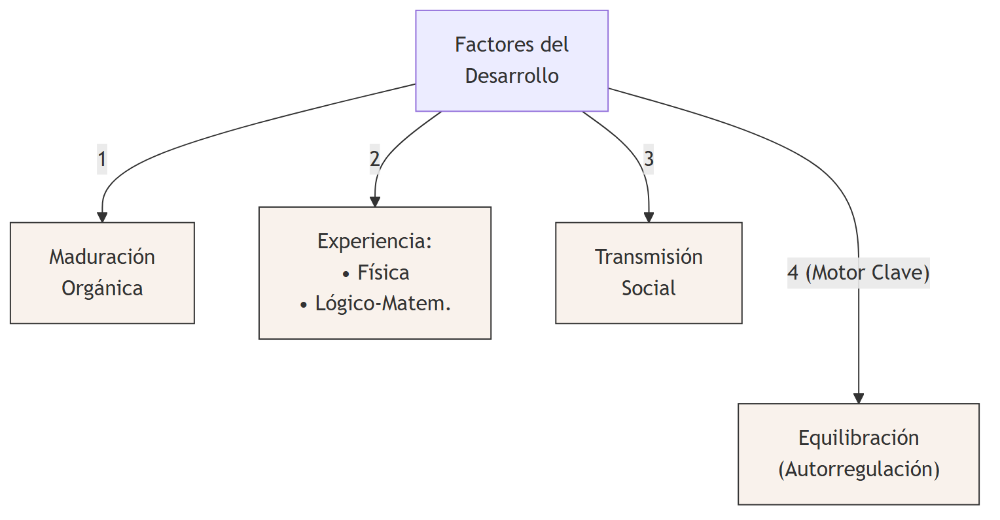 Factores del
Desarrollo
1
2
3
Maduración
Orgánica
Experiencia:
• Física
• Lógico-Matem.
Transmisión
Social
4 (Motor Clave)
Equilibración
(Autorregulación)